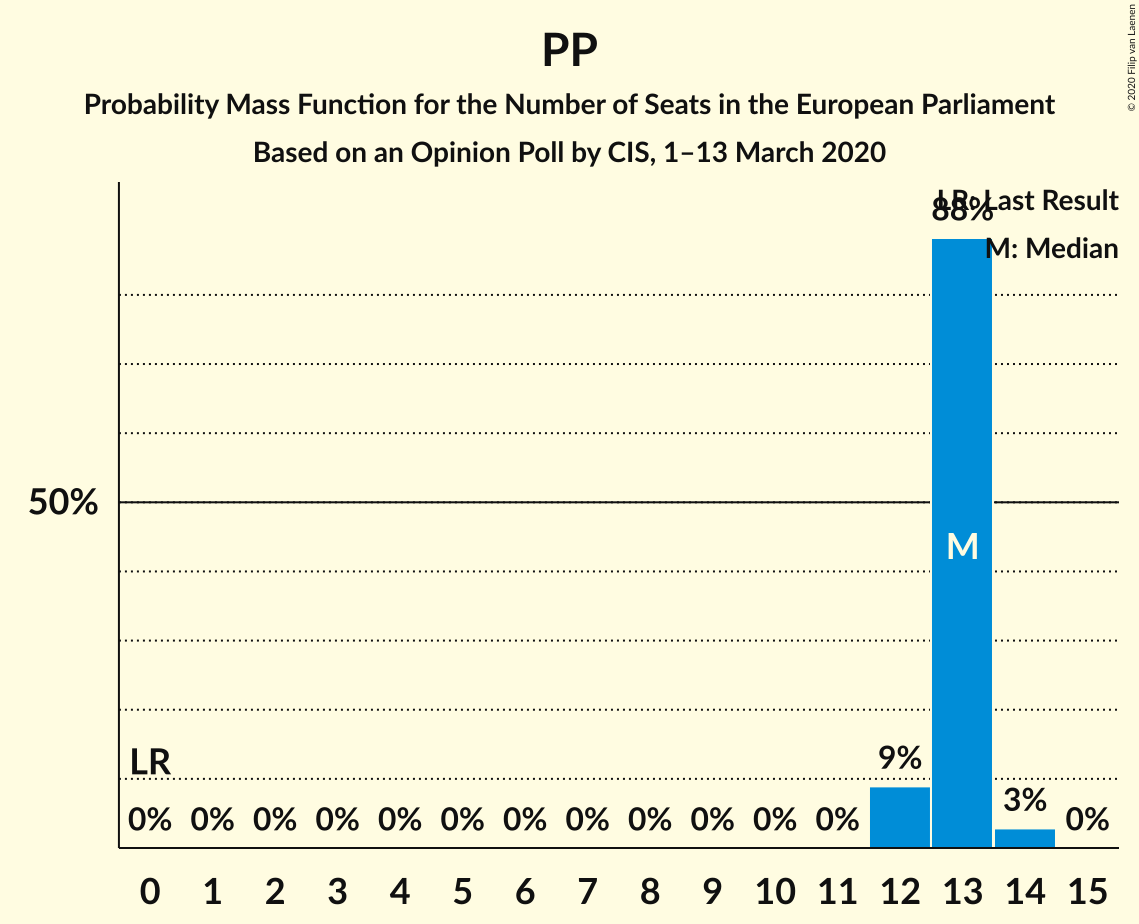 PP
Probability Mass Function for the Number of Seats in the European Parliament
Based on an Opinion Poll by CIS, 1–13 March 2020
© 2020 Filip van Laenen
LR: Last Result
M: Median
88%
50%
M
LR
9%
3%
0% 0% 0% 0% 0% 0% 0% 0% 0% 0% 0% 0% 0%
0 1 2 3 4 5 6 7 8 9 10 11 12 13 14 15